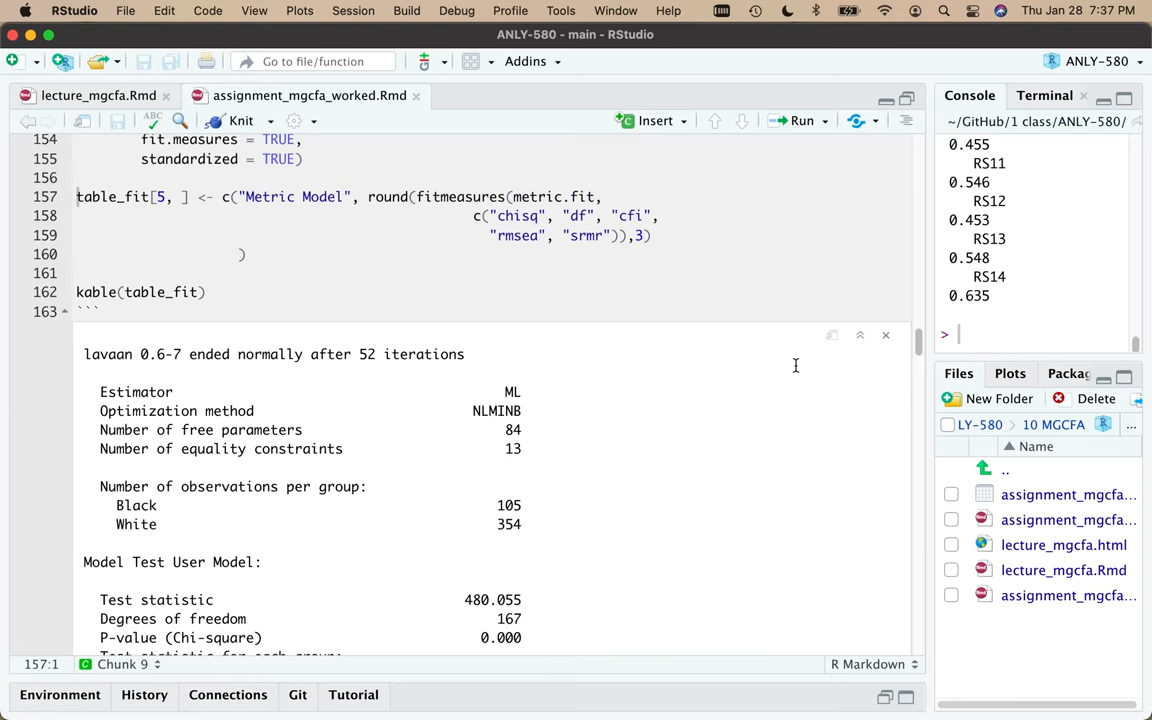 RStudio File Edit Code View Plots Session Build Debug Profile Tools Window Help Thu Jan 28 7:37 PM
ANLY-580 - main - RStudio
Go to file/function Addins ANLY-580
lecture_mgcfa.Rmd assignment_mgcfa_worked.Rmd
ABC Knit Insert Run
154 fit.measures = TRUE,
155 standardized = TRUE)
156
157 table_fit[5, ] <- c("Metric Model", round(fitmeasures(metric.fit,
158 c("chisq", "df", "cfi",
159 "rmsea", "srmr")),3)
160 )
161
162 kable(table_fit)
163 ```
lavaan 0.6-7 ended normally after 52 iterations
Estimator ML
Optimization method NLMINB
Number of free parameters 84
Number of equality constraints 13
Number of observations per group:
Black 105
White 354
Model Test User Model:
Test statistic 480.055
Degrees of freedom 167
P-value (Chi-square) 0.000
Test statistic for each group:
157:1 Chunk 9 R Markdown
Environment History Connections Git Tutorial
Console Terminal
~/GitHub/1 class/ANLY-580/
0.455
RS11
0.546
RS12
0.453
RS13
0.548
RS14
0.635
>
Files Plots Packag
New Folder Delete
LY-580 > 10 MGCFA ...
Name
..
assignment_mgcfa...
assignment_mgcfa...
lecture_mgcfa.html
lecture_mgcfa.Rmd
assignment_mgcfa...